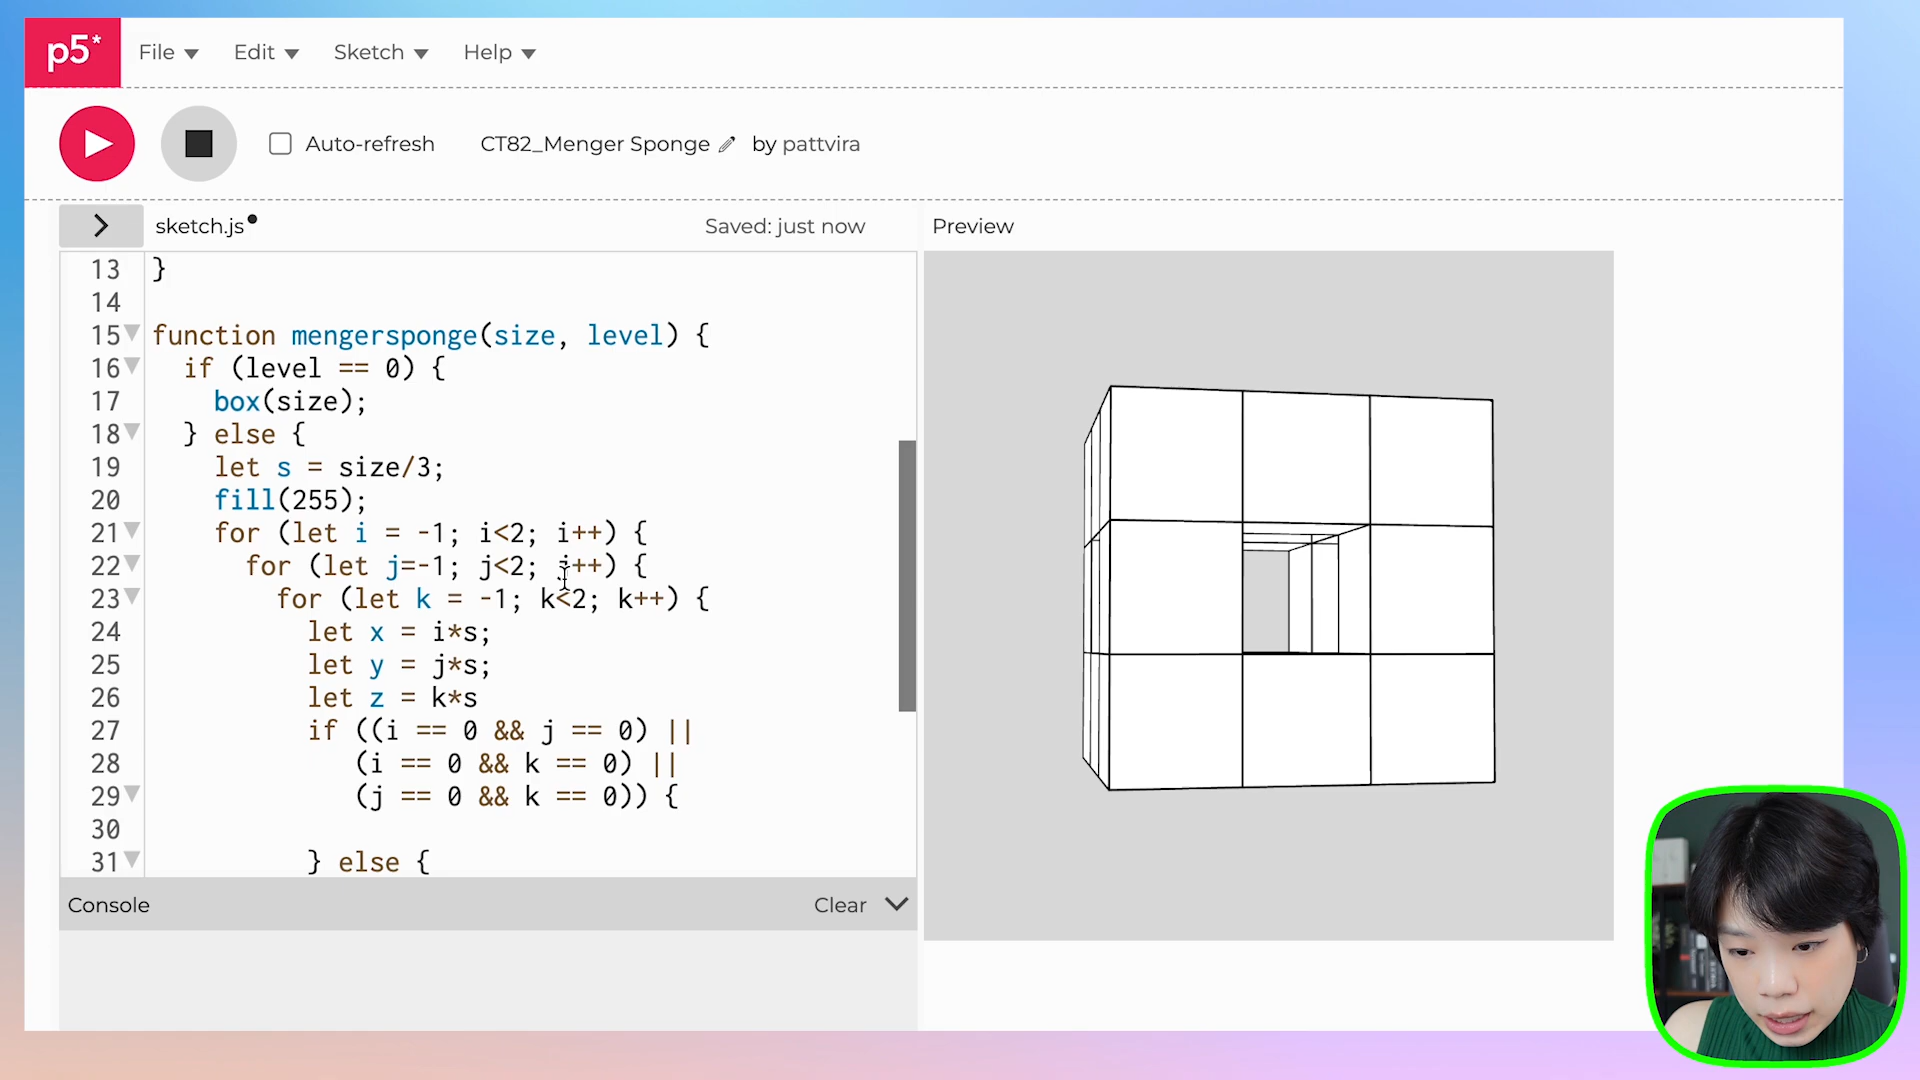 p5*
File Edit Sketch Help
Auto-refresh CT82_Menger Sponge by pattvira
sketch.js Saved: just now Preview
13 }
14
15 function mengersponge(size, level) {
16 if (level == 0) {
17 box(size);
18 } else {
19 let s = size/3;
20 fill(255);
21 for (let i = -1; i<2; i++) {
22 for (let j=-1; j<2; j++) {
23 for (let k = -1; k<2; k++) {
24 let x = i*s;
25 let y = j*s;
26 let z = k*s
27 if ((i == 0 && j == 0) ||
28 (i == 0 && k == 0) ||
29 (j == 0 && k == 0)) {
30
31 } else {
Console Clear